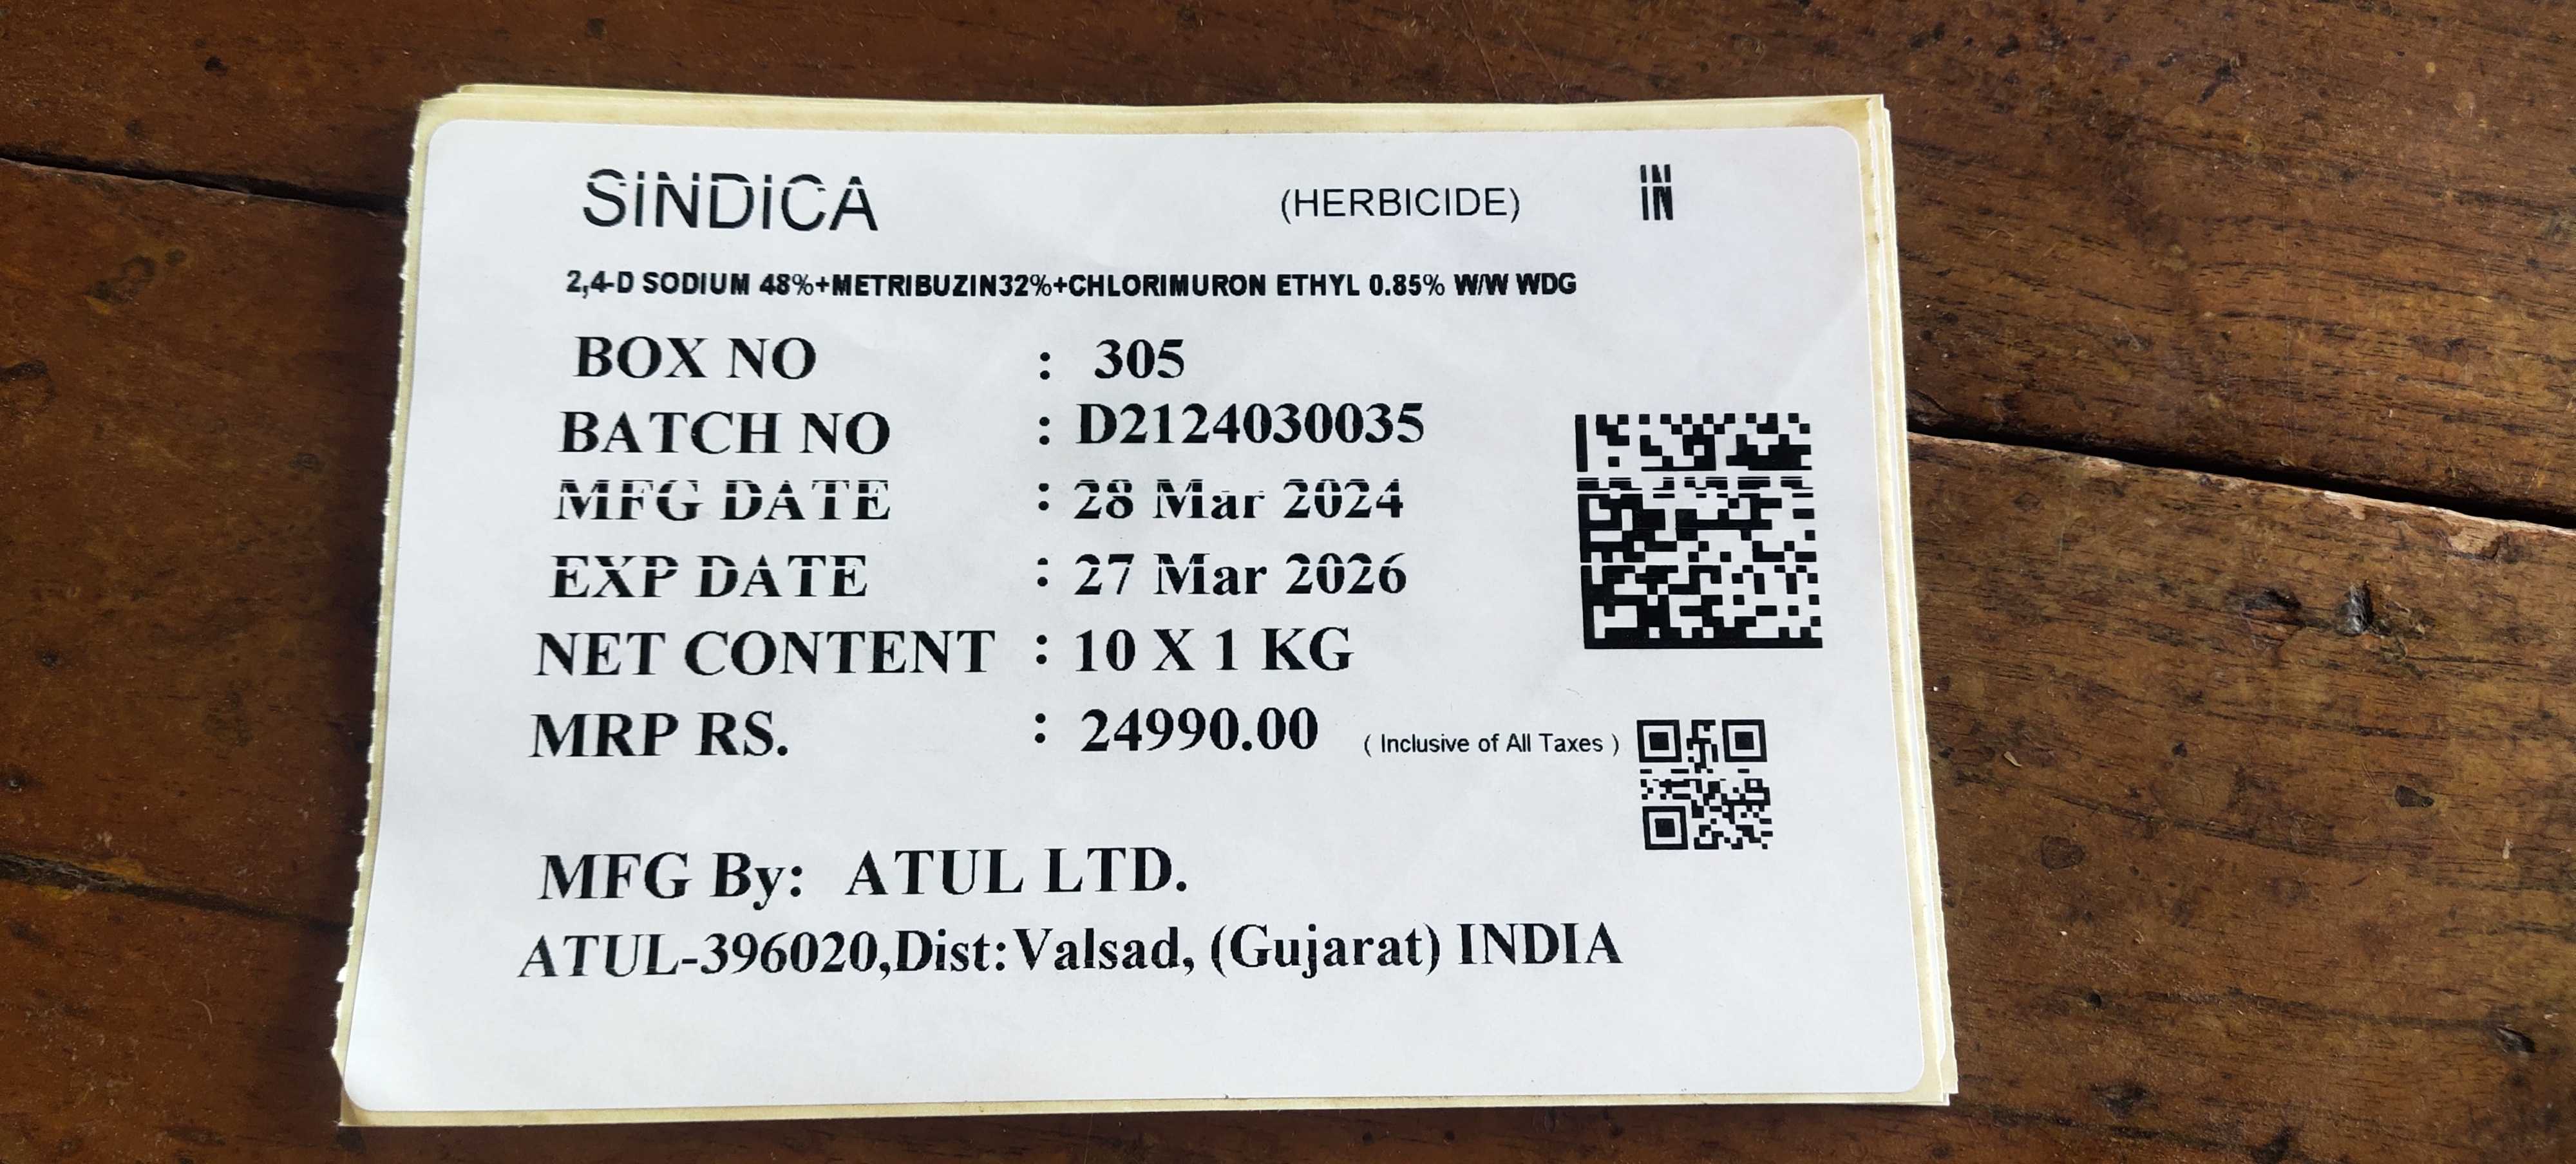 SiNDiCA (HERBICIDE) IN
2,4-D SODIUM 48%+METRIBUZIN32%+CHLORIMURON ETHYL 0.85% W/W WDG
BOX NO : 305
BATCH NO : D2124030035
MFG DATE : 28 Mar 2024
EXP DATE : 27 Mar 2026
NET CONTENT : 10 X 1 KG
MRP RS. : 24990.00 ( Inclusive of All Taxes )
MFG By: ATUL LTD.
ATUL-396020,Dist:Valsad, (Gujarat) INDIA